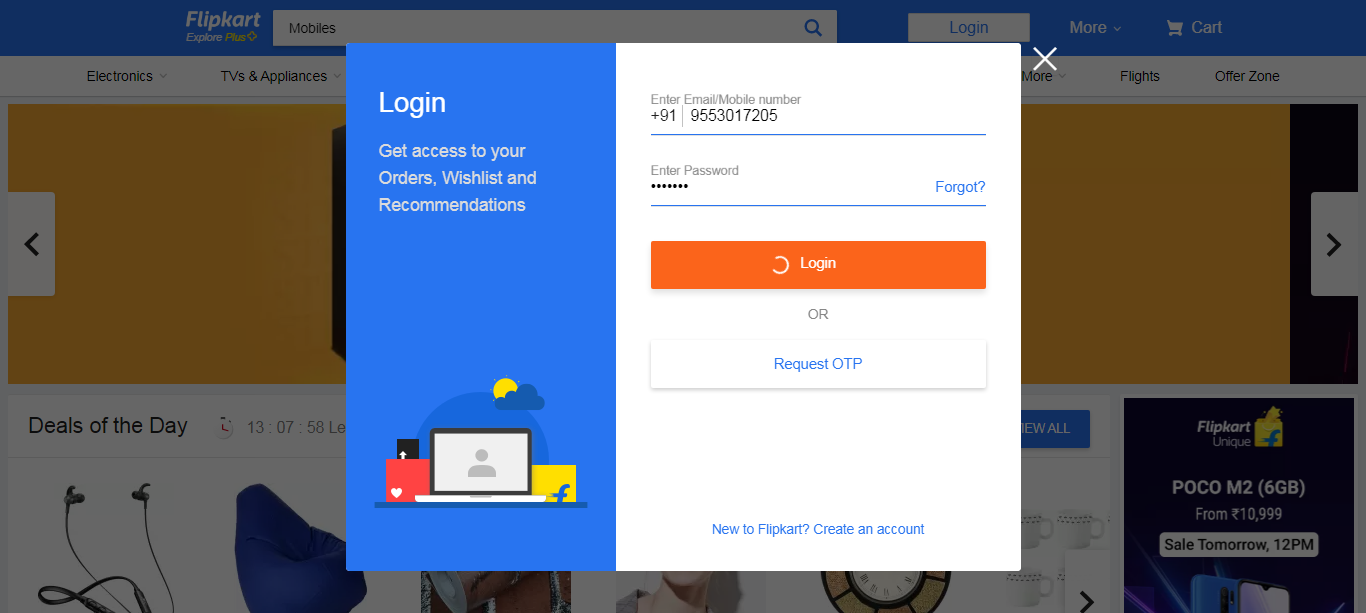 Flipkart
Explore Plus
Mobiles
Login
More
Cart
Electronics
TVs & Appliances
More
Flights
Offer Zone
Login
Get access to your
Orders, Wishlist and
Recommendations
Enter Email/Mobile number
+91 9553017205
Enter Password
•••••••
Forgot?
Login
OR
Request OTP
New to Flipkart? Create an account
Deals of the Day
13 : 07 : 58 Le
IEW ALL
Flipkart
Unique
POCO M2 (6GB)
From ₹10,999
Sale Tomorrow, 12PM